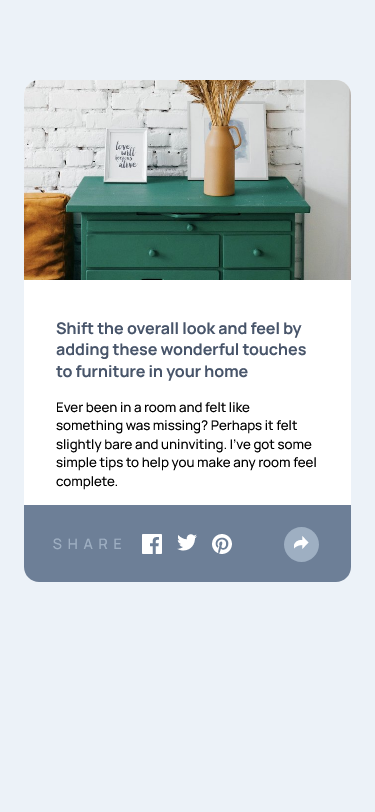 love
will
alive
Shift the overall look and feel by
adding these wonderful touches
to furniture in your home
Ever been in a room and felt like
something was missing? Perhaps it felt
slightly bare and uninviting. I've got some
simple tips to help you make any room feel
complete.
SHARE